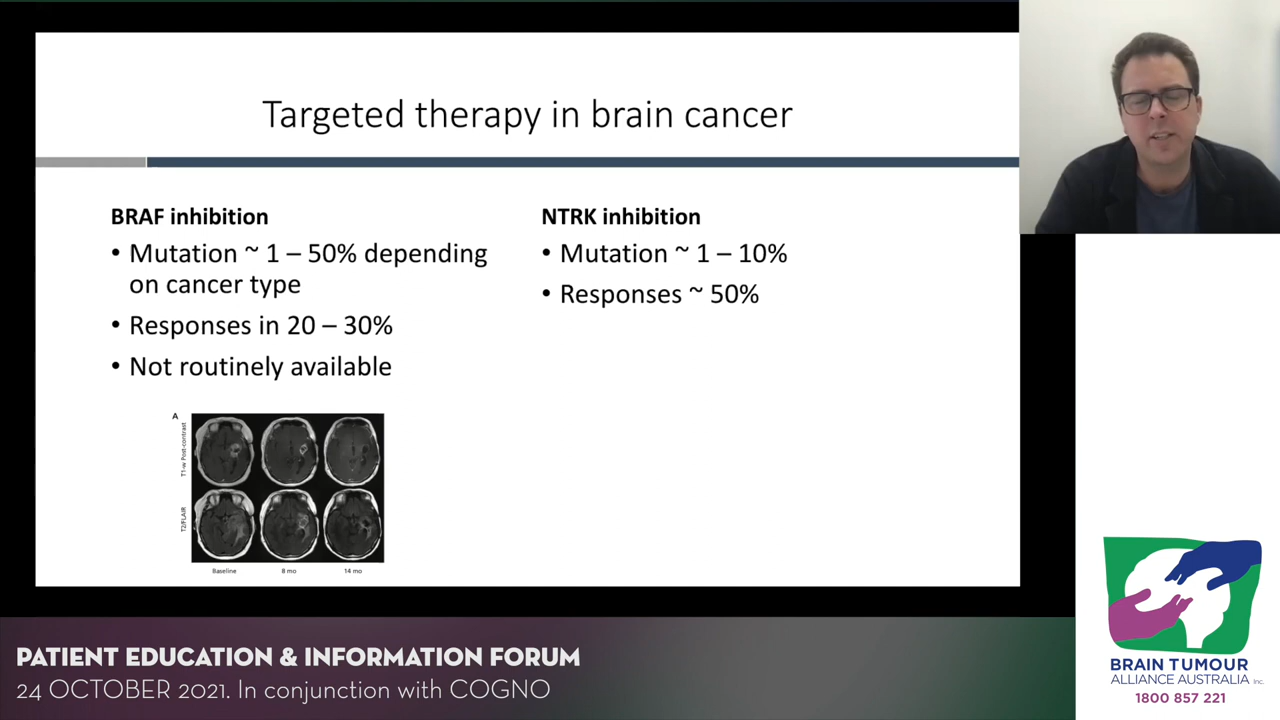 Targeted therapy in brain cancer
BRAF inhibition
• Mutation ~ 1 – 50% depending
on cancer type
• Responses in 20 – 30%
• Not routinely available
NTRK inhibition
• Mutation ~ 1 – 10%
• Responses ~ 50%
A
T1-w Post-contrast
T2/FLAIR
Baseline
8 mo
14 mo
PATIENT EDUCATION & INFORMATION FORUM
24 OCTOBER 2021. In conjunction with COGNO
BRAIN TUMOUR
ALLIANCE AUSTRALIA Inc.
1800 857 221